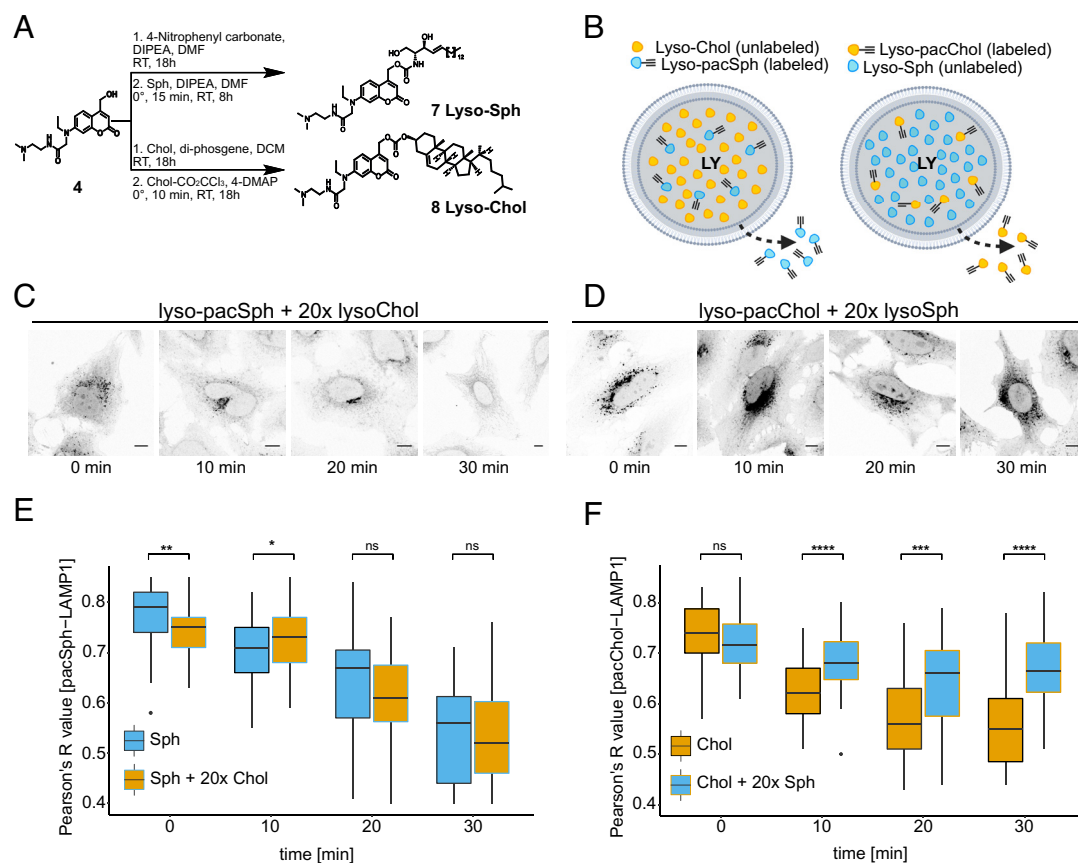 A
1. 4-Nitrophenyl carbonate,
DIPEA, DMF
RT, 18h
2. Sph, DIPEA, DMF
0°, 15 min, RT, 8h
1. Chol, di-phosgene, DCM
RT, 18h
2. Chol-CO₂CCl₃, 4-DMAP
0°, 10 min, RT, 18h
4
7 Lyso-Sph
8 Lyso-Chol
B
Lyso-Chol (unlabeled)
Lyso-pacSph (labeled)
Lyso-pacChol (labeled)
Lyso-Sph (unlabeled)
LY
LY
C
lyso-pacSph + 20x lysoChol
0 min
10 min
20 min
30 min
D
lyso-pacChol + 20x lysoSph
0 min
10 min
20 min
30 min
E
Pearson's R value [pacSph−LAMP1]
** * ns ns
0.8
0.7
0.6
0.5
0.4
Sph
Sph + 20x Chol
0 10 20 30
time [min]
F
Pearson's R value [pacChol−LAMP1]
ns **** *** ****
0.8
0.7
0.6
0.5
0.4
Chol
Chol + 20x Sph
0 10 20 30
time [min]